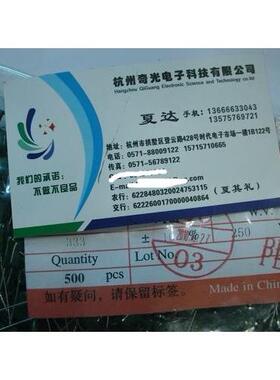 杭州奇光电子科技有限公司
Hangzhou QiGuang Electronic Science and Technology co.ltd
夏达 手机: 13666633043
13575769721
地址: 杭州市拱墅区登云路428号时代电子市场一楼1B122号
电话: 0571-88009122 15715710665
传真: 0571-56789122
我们的承诺:
不做不良品
E-m
农行: 6228480320024753115
交行: 6222600170000040864
(夏其礼)
333
±
250
Quantity
500 pcs
Lot No
03
如有疑问,请保留标签。
Made in China